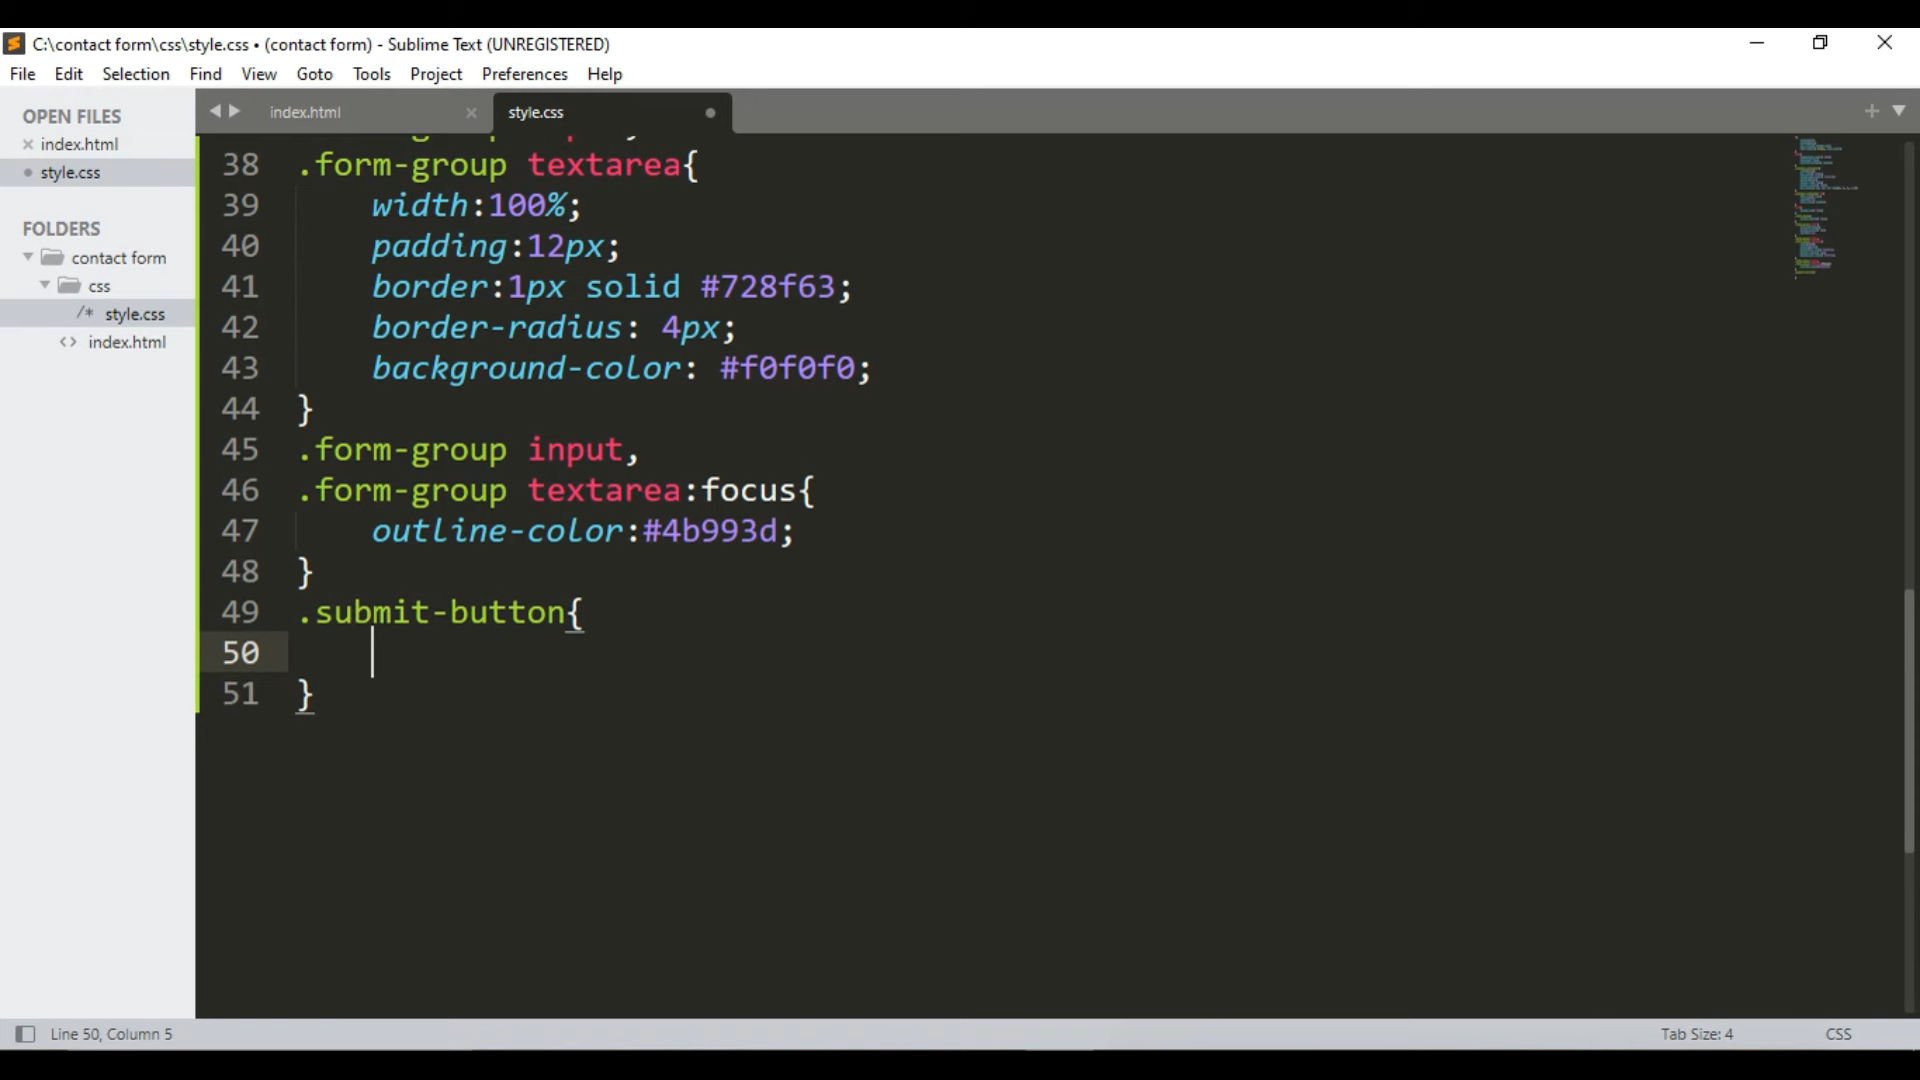 C:\contact form\css\style.css • (contact form) - Sublime Text (UNREGISTERED)
File Edit Selection Find View Goto Tools Project Preferences Help
OPEN FILES
index.html
style.css
FOLDERS
contact form
css
/* style.css
<> index.html
index.html
style.css
38 .form-group textarea{
39 width:100%;
40 padding:12px;
41 border:1px solid #728f63;
42 border-radius: 4px;
43 background-color: #f0f0f0;
44 }
45 .form-group input,
46 .form-group textarea:focus{
47 outline-color:#4b993d;
48 }
49 .submit-button{
50
51 }
Line 50, Column 5
Tab Size: 4
CSS